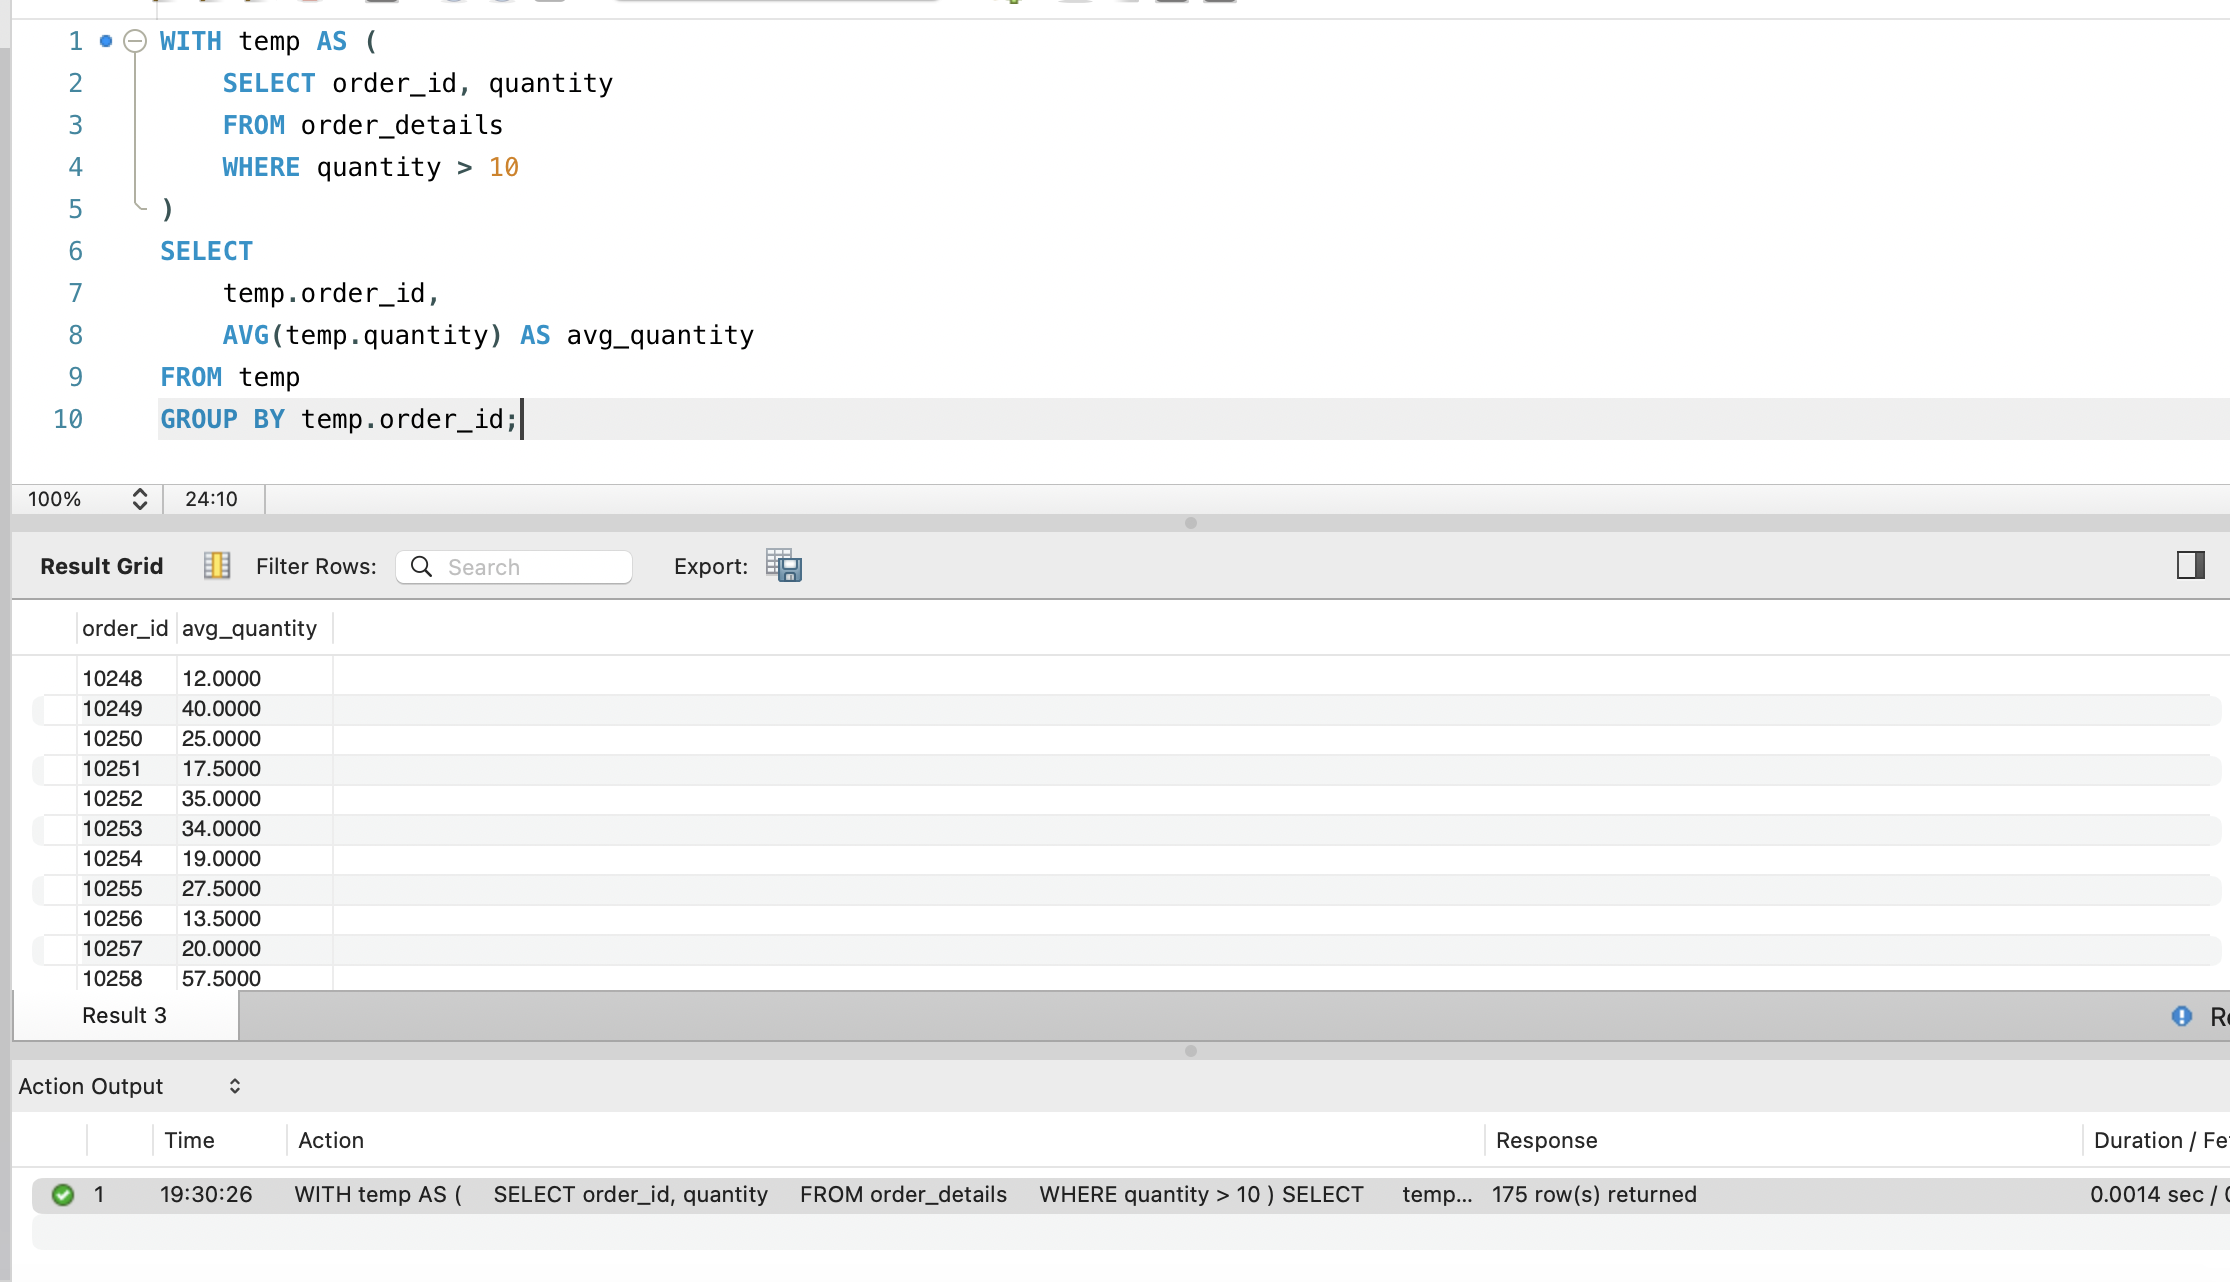 1 WITH temp AS (
2 SELECT order_id, quantity
3 FROM order_details
4 WHERE quantity > 10
5 )
6 SELECT
7 temp.order_id,
8 AVG(temp.quantity) AS avg_quantity
9 FROM temp
10 GROUP BY temp.order_id;
100% 24:10
Result Grid Filter Rows: Search Export:
order_id avg_quantity
10248 12.0000
10249 40.0000
10250 25.0000
10251 17.5000
10252 35.0000
10253 34.0000
10254 19.0000
10255 27.5000
10256 13.5000
10257 20.0000
10258 57.5000
Result 3
Action Output
Time Action Response Duration /
1 19:30:26 WITH temp AS ( SELECT order_id, quantity FROM order_details WHERE quantity > 10 ) SELECT temp... 175 row(s) returned 0.0014 sec /